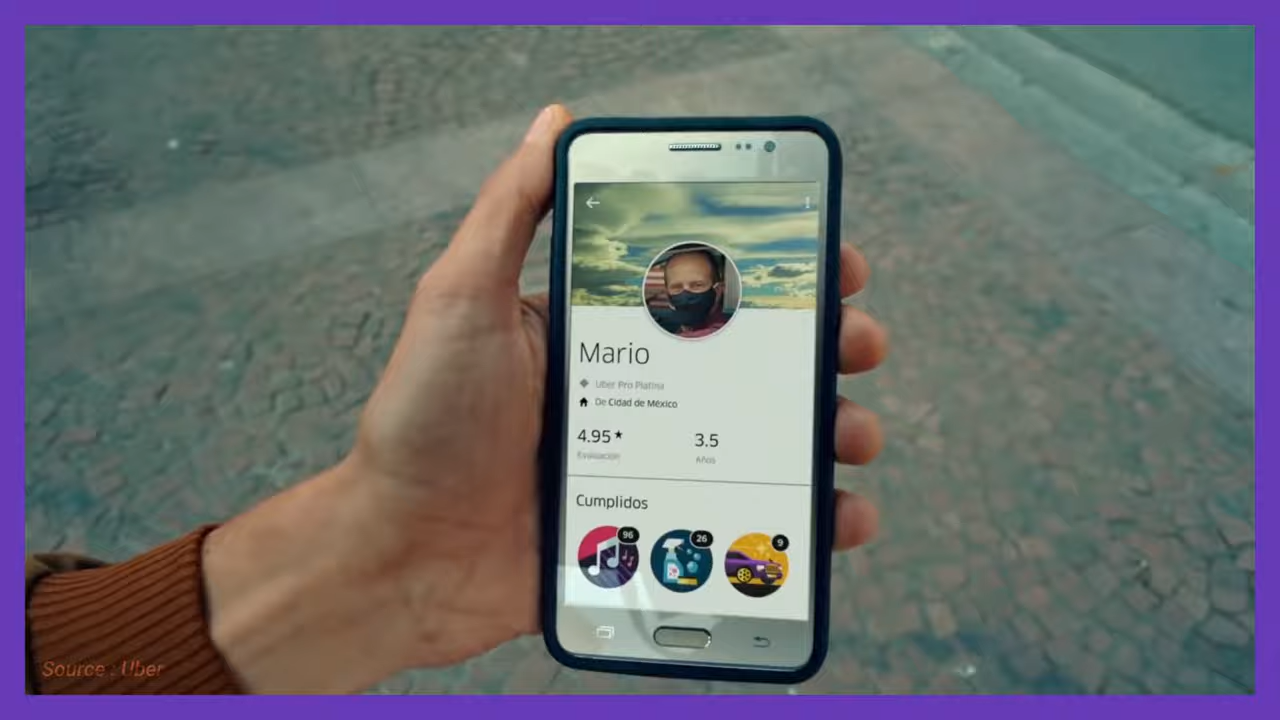 Mario
Uber Pro Platina
De Cidad de México
4.95★
3.5
Evaluación
Años
Cumplidos
96
26
9
Source : Uber